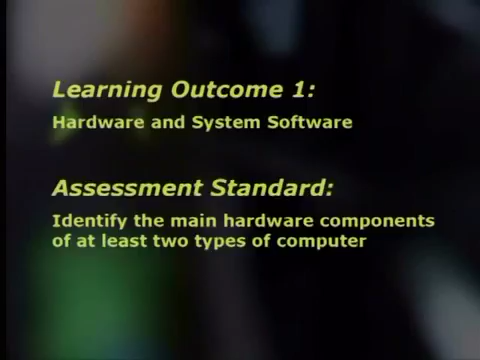 Learning Outcome 1:
Hardware and System Software
Assessment Standard:
Identify the main hardware components
of at least two types of computer